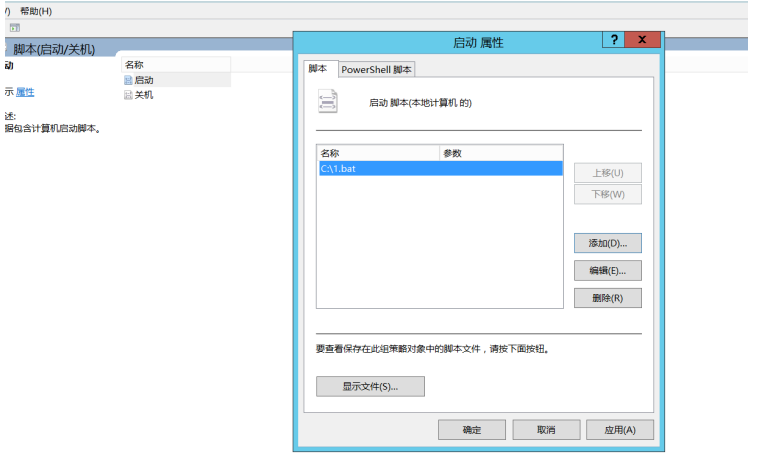 ) 帮助(H)
脚本(启动/关机)
示 属性
述:
据包含计算机启动脚本。
名称
启动
关机
启动 属性
? x
脚本 PowerShell 脚本
启动 脚本(本地计算机 的)
名称 参数
C:\1.bat
上移(U)
下移(W)
添加(D)...
编辑(E)...
删除(R)
要查看保存在此组策略对象中的脚本文件，请按下面按钮。
显示文件(S)...
确定 取消 应用(A)